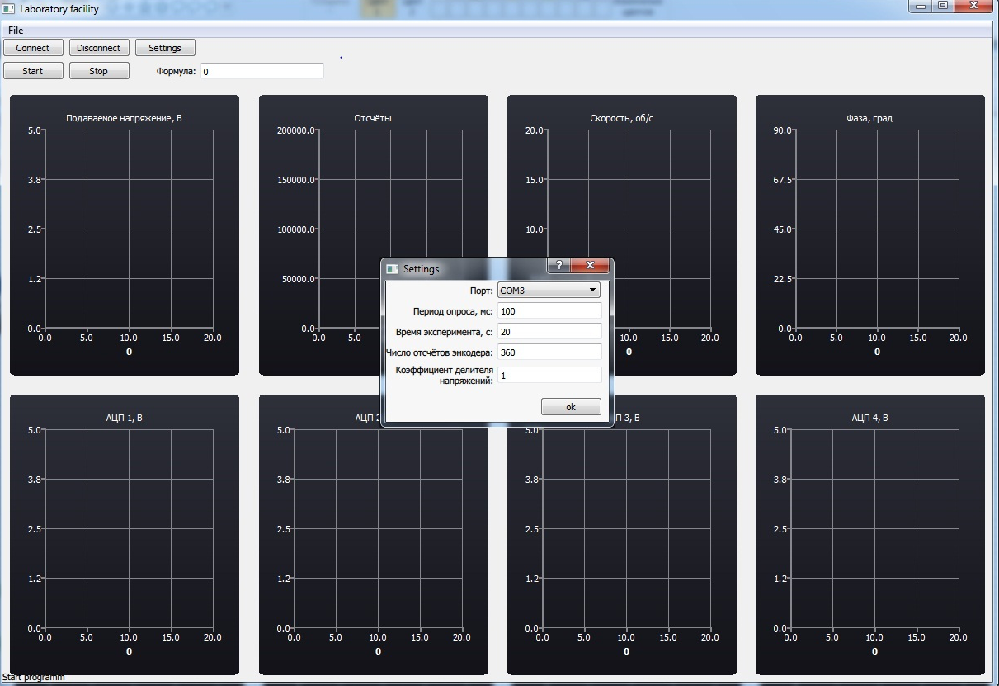 Laboratory facility
File
Connect Disconnect Settings
Start Stop Формула: 0
Подаваемое напряжение, В
5.0
3.8
2.5
1.2
0.0
0.0 5.0 10.0 15.0 20.0
0
Отсчёты
200000.0
150000.0
100000.0
50000.0
0.0
0.0 5.0
Скорость, об/с
20.0
15.0
10.0
10.0 15.0 20.0
0
Фаза, град
90.0
67.5
45.0
22.5
0.0
0.0 5.0 10.0 15.0 20.0
0
Settings
?
Порт: COM3
Период опроса, мс: 100
Время эксперимента, с: 20
Число отсчётов энкодера: 360
Коэффициент делителя
напряжений: 1
ok
АЦП 1, В
5.0
3.8
2.5
1.2
0.0
0.0 5.0 10.0 15.0 20.0
0
АЦП 2
5.0
3.8
2.5
1.2
0.0
0.0 5.0 10.0 15.0 20.0
0
П 3, В
5.0
3.8
2.5
1.2
0.0
0.0 5.0 10.0 15.0 20.0
0
АЦП 4, В
5.0
3.8
2.5
1.2
0.0
0.0 5.0 10.0 15.0 20.0
0
Start programm